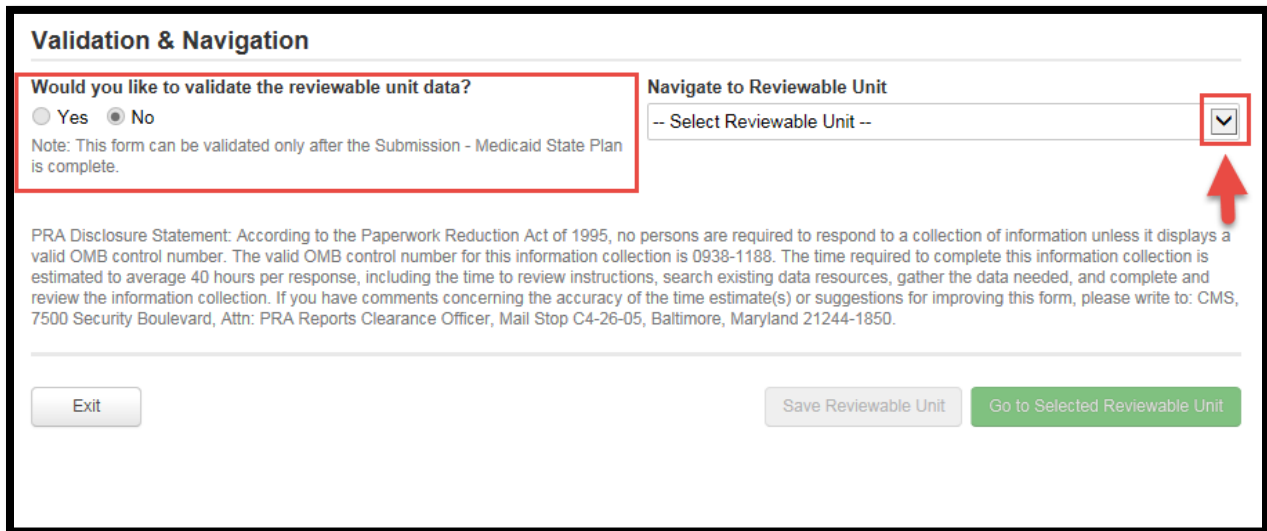 Validation & Navigation
Would you like to validate the reviewable unit data?
Yes No
Note: This form can be validated only after the Submission - Medicaid State Plan
is complete.
Navigate to Reviewable Unit
-- Select Reviewable Unit --
PRA Disclosure Statement: According to the Paperwork Reduction Act of 1995, no persons are required to respond to a collection of information unless it displays a
valid OMB control number. The valid OMB control number for this information collection is 0938-1188. The time required to complete this information collection is
estimated to average 40 hours per response, including the time to review instructions, search existing data resources, gather the data needed, and complete and
review the information collection. If you have comments concerning the accuracy of the time estimate(s) or suggestions for improving this form, please write to: CMS,
7500 Security Boulevard, Attn: PRA Reports Clearance Officer, Mail Stop C4-26-05, Baltimore, Maryland 21244-1850.
Exit
Save Reviewable Unit
Go to Selected Reviewable Unit